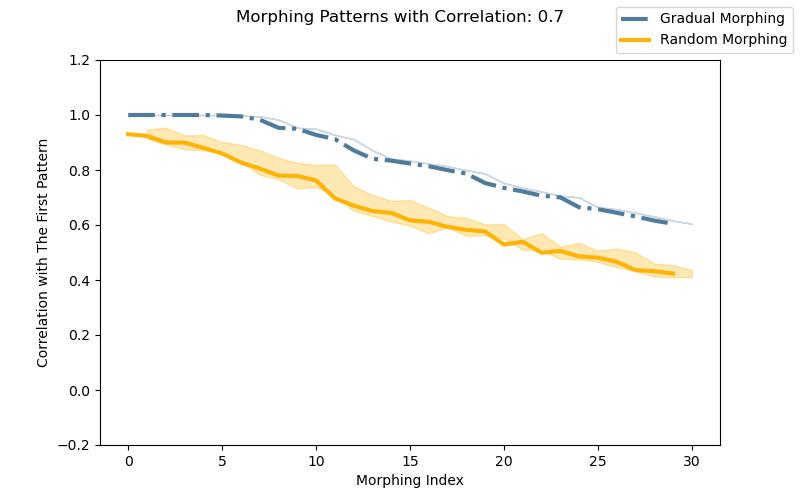 Morphing Patterns with Correlation: 0.7
Gradual Morphing
Random Morphing
1.2
1.0
0.8
0.6
0.4
0.2
0.0
−0.2
Correlation with The First Pattern
0 5 10 15 20 25 30
Morphing Index